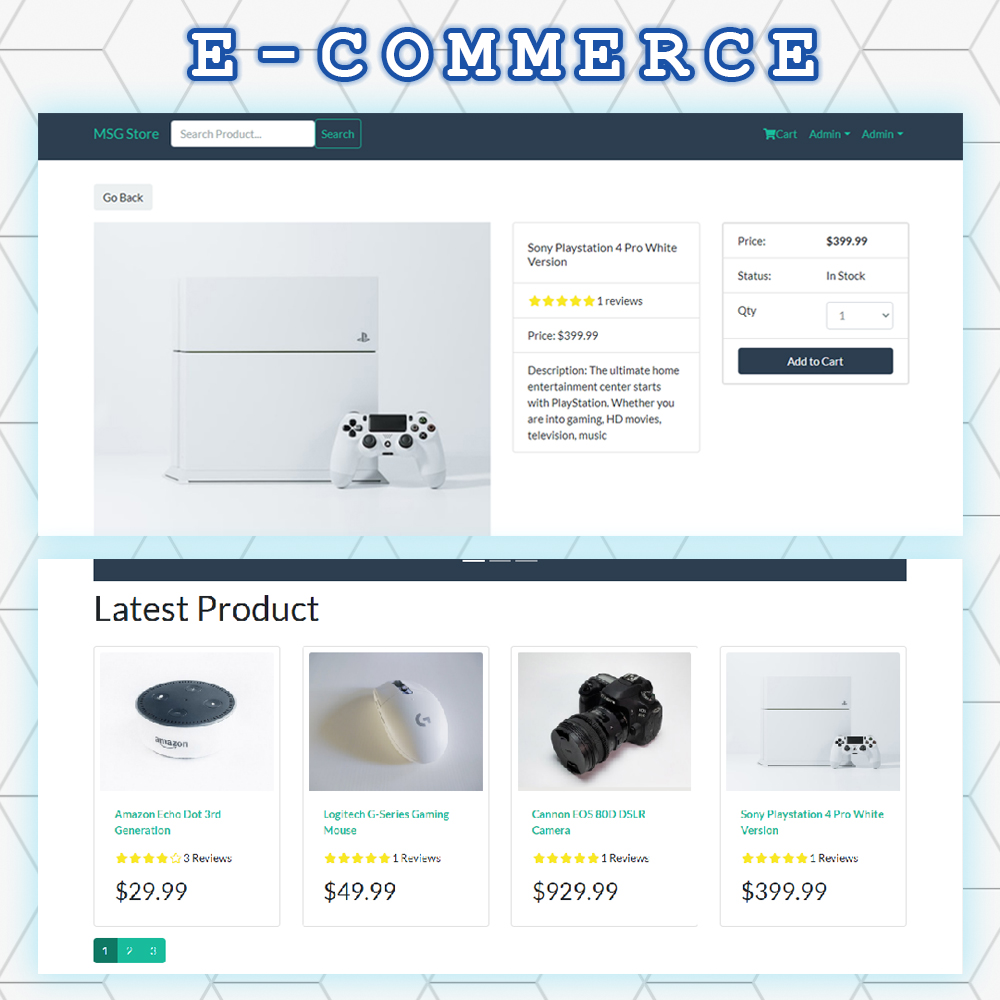 E-COMMERCE
MSG Store Search Product... Search Cart Admin Admin
Go Back
Sony Playstation 4 Pro White
Version
1 reviews
Price: $399.99
Description: The ultimate home
entertainment center starts
with PlayStation. Whether you
are into gaming, HD movies,
television, music
Price: $399.99
Status: In Stock
Qty 1
Add to Cart
Latest Product
amazon
Amazon Echo Dot 3rd
Generation
3 Reviews
$29.99
Logitech G-Series Gaming
Mouse
1 Reviews
$49.99
Cannon EOS 80D DSLR
Camera
1 Reviews
$929.99
Sony Playstation 4 Pro White
Version
1 Reviews
$399.99
1 2 3